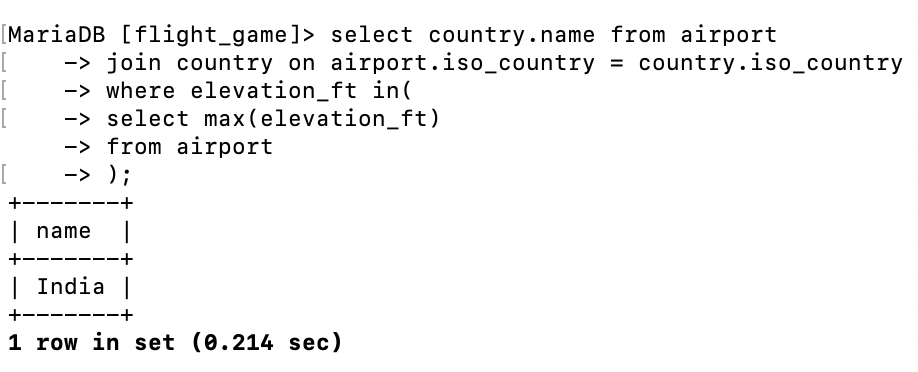 [MariaDB [flight_game]> select country.name from airport
[    -> join country on airport.iso_country = country.iso_country
[    -> where elevation_ft in(
[    -> select max(elevation_ft)
    -> from airport
[    -> );
+-------+
| name  |
+-------+
| India |
+-------+
1 row in set (0.214 sec)